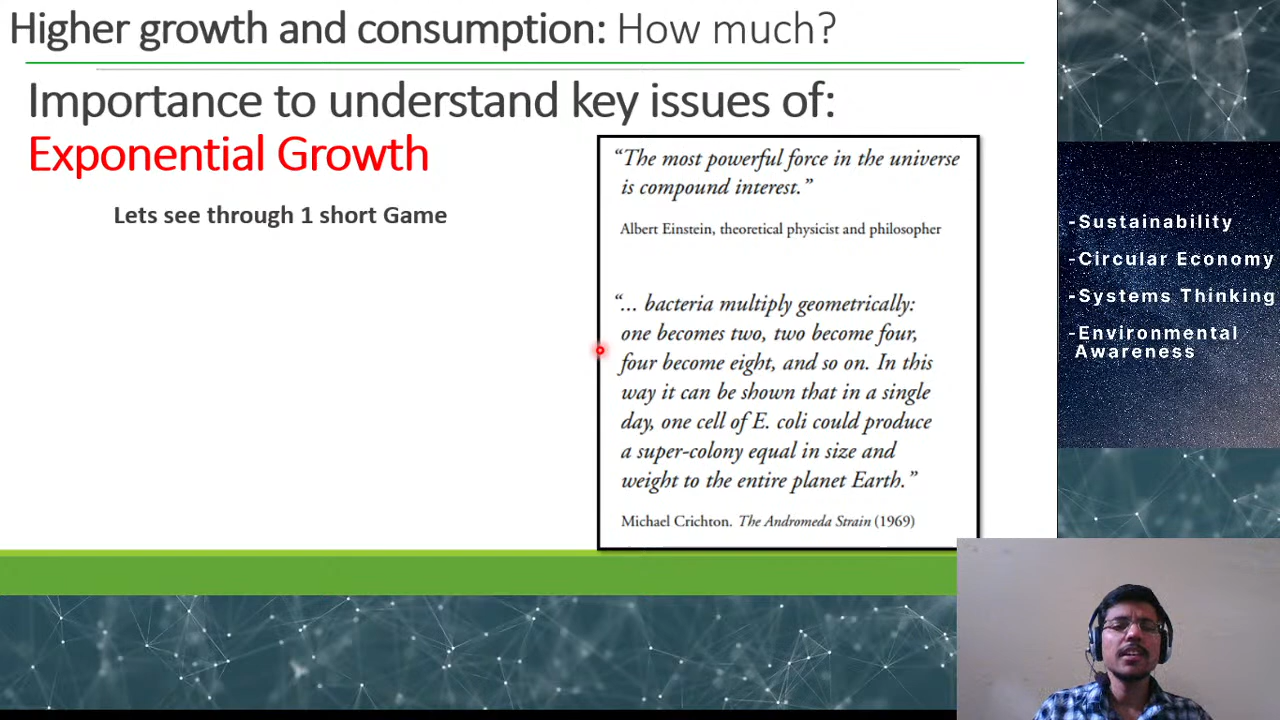 Higher growth and consumption: How much?
Importance to understand key issues of:
Exponential Growth
Lets see through 1 short Game
“The most powerful force in the universe
is compound interest.”
Albert Einstein, theoretical physicist and philosopher
“... bacteria multiply geometrically:
one becomes two, two become four,
four become eight, and so on. In this
way it can be shown that in a single
day, one cell of E. coli could produce
a super-colony equal in size and
weight to the entire planet Earth.”
Michael Crichton. The Andromeda Strain (1969)
-Sustainability
-Circular Economy
-Systems Thinking
-Environmental
Awareness